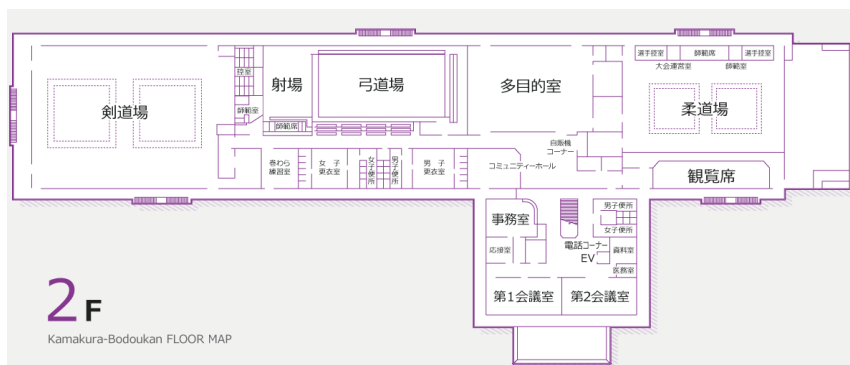 選手控室
師範席
選手控室
大会運営室
師範室
控室
射場
弓道場
多目的室
剣道場
柔道場
師範室
師範席
自販機
コーナー
巻わら
練習室
女子
更衣室
女子便所
男子便所
男子
更衣室
コミュニティーホール
観覧席
事務室
男子便所
女子便所
電話コーナー
EV
応接室
資料室
医務室
第1会議室
第2会議室
2F
Kamakura-Bodoukan FLOOR MAP